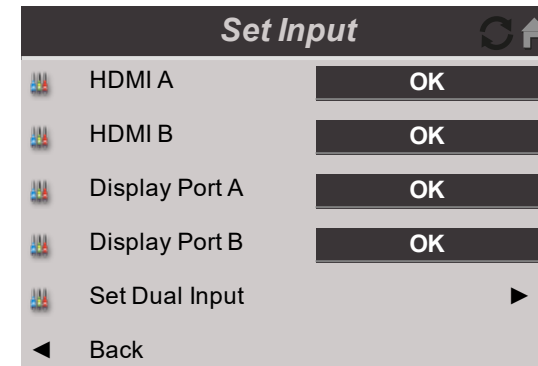 Set Input
HDMI A OK
HDMI B OK
Display Port A OK
Display Port B OK
Set Dual Input ►
◄ Back